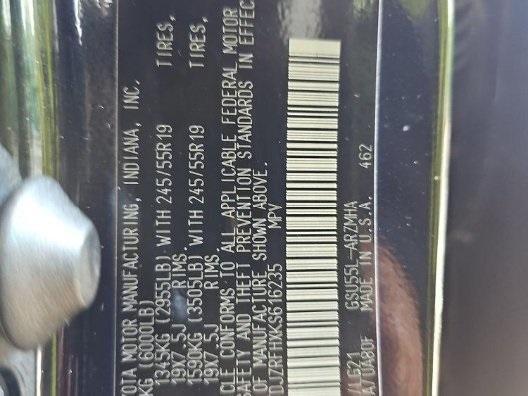 OTA MOTOR MANUFACTURING, INDIANA, INC.
KG (6000LB)
1345KG (2955LB) WITH 245/55R19 TIRES,
19X7.5J RIMS
1590KG (3505LB) WITH 245/55R19 TIRES,
19X7.5J RIMS
CLE CONFORMS TO ALL APPLICABLE FEDERAL MOTOR
SAFETY AND THEFT PREVENTION STANDARDS IN EFFEC
OF MANUFACTURE SHOWN ABOVE.
MPV
GSU55L-ARZMHA
MADE IN U.S.A. 462